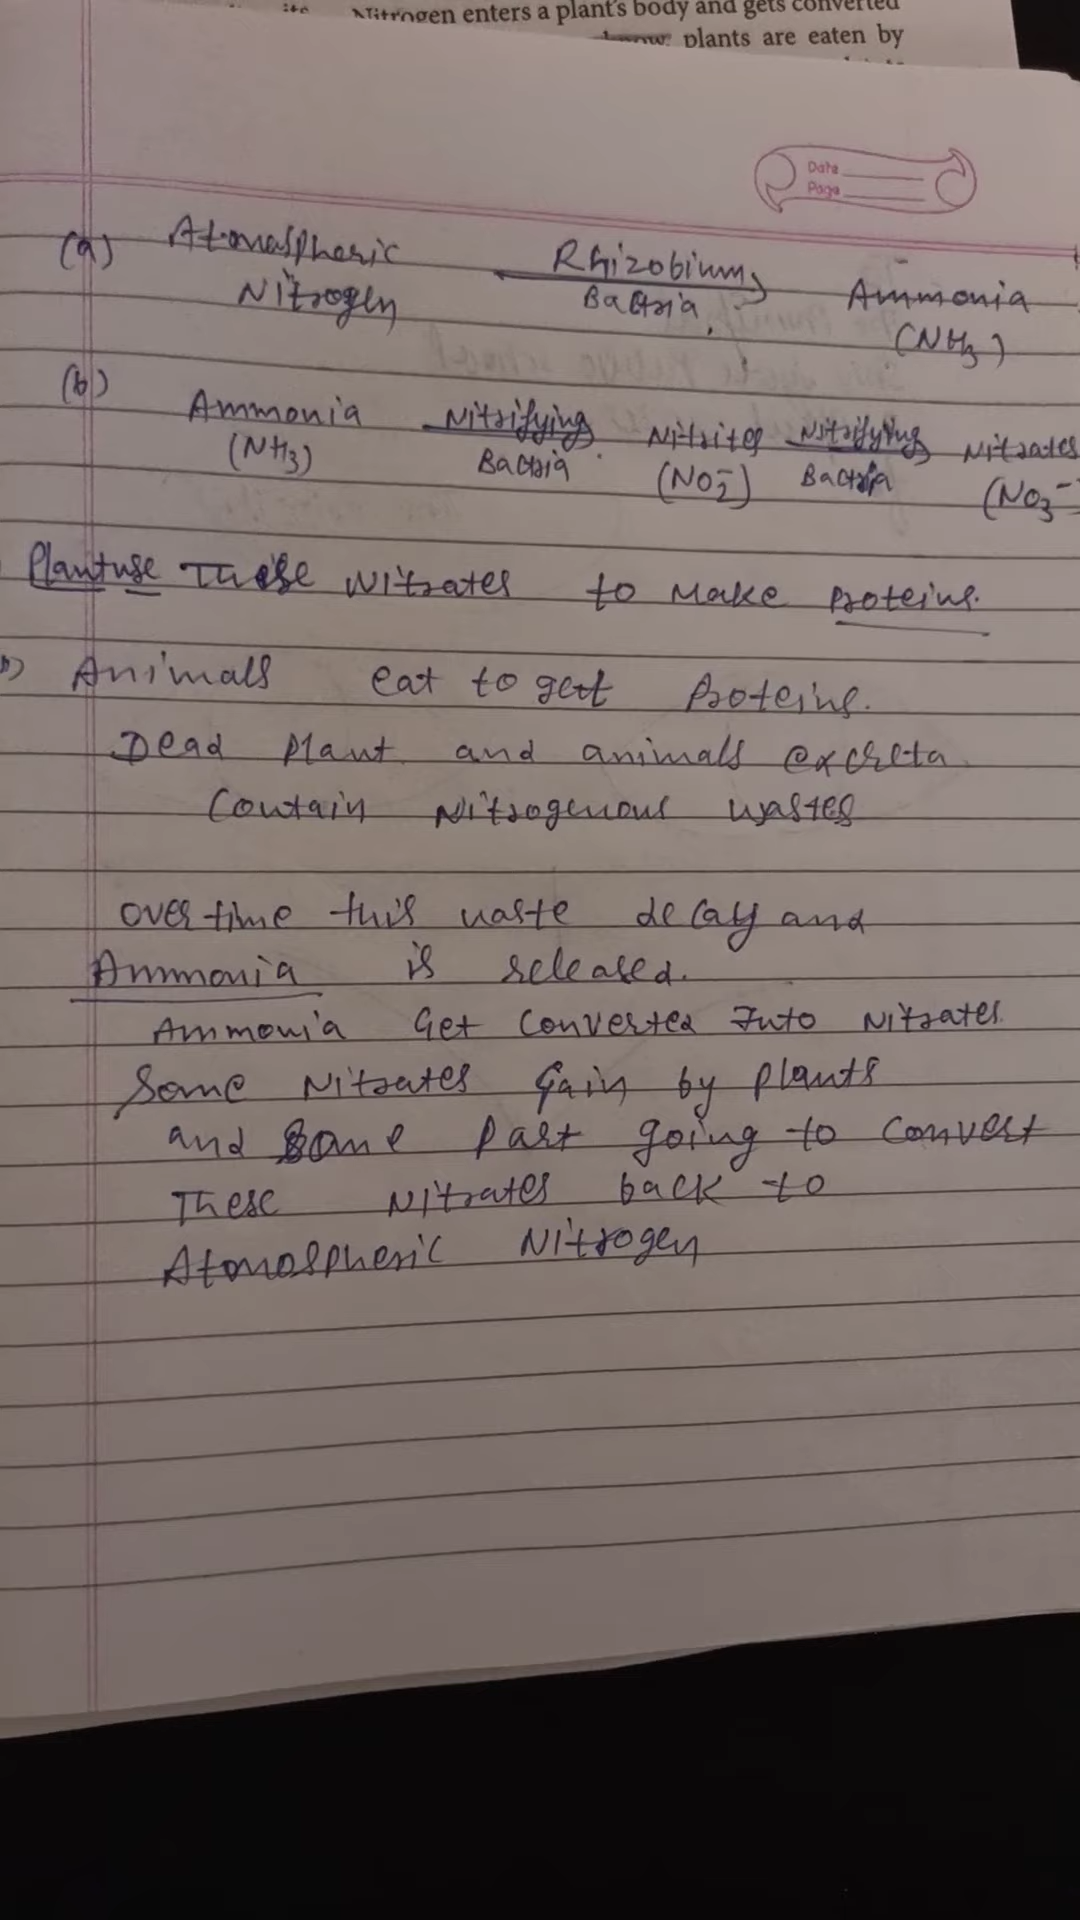 Nitrogen enters a plant's body and gets converted
plants are eaten by
Date
Page
(a) Atomaspheric Nitrogen Rhizobium Bactria Ammonia (NH3)
(b) Ammonia (NH3) Nitrifying Bactria Nitrites (NO2-) Nitrifying Bactria Nitrates (NO3-
Plant use These Nitrates to Make proteins.
Animals eat to get Proteins.
Dead Plant and animals excreta
Contain Nitrogenous wastes
over time this waste decay and
Ammonia is released.
Ammonia Get Converted Into Nitrates
Some Nitrates Gain by plants
and Some Part going to Convert
These Nitrates back to
Atomospheric Nitrogen